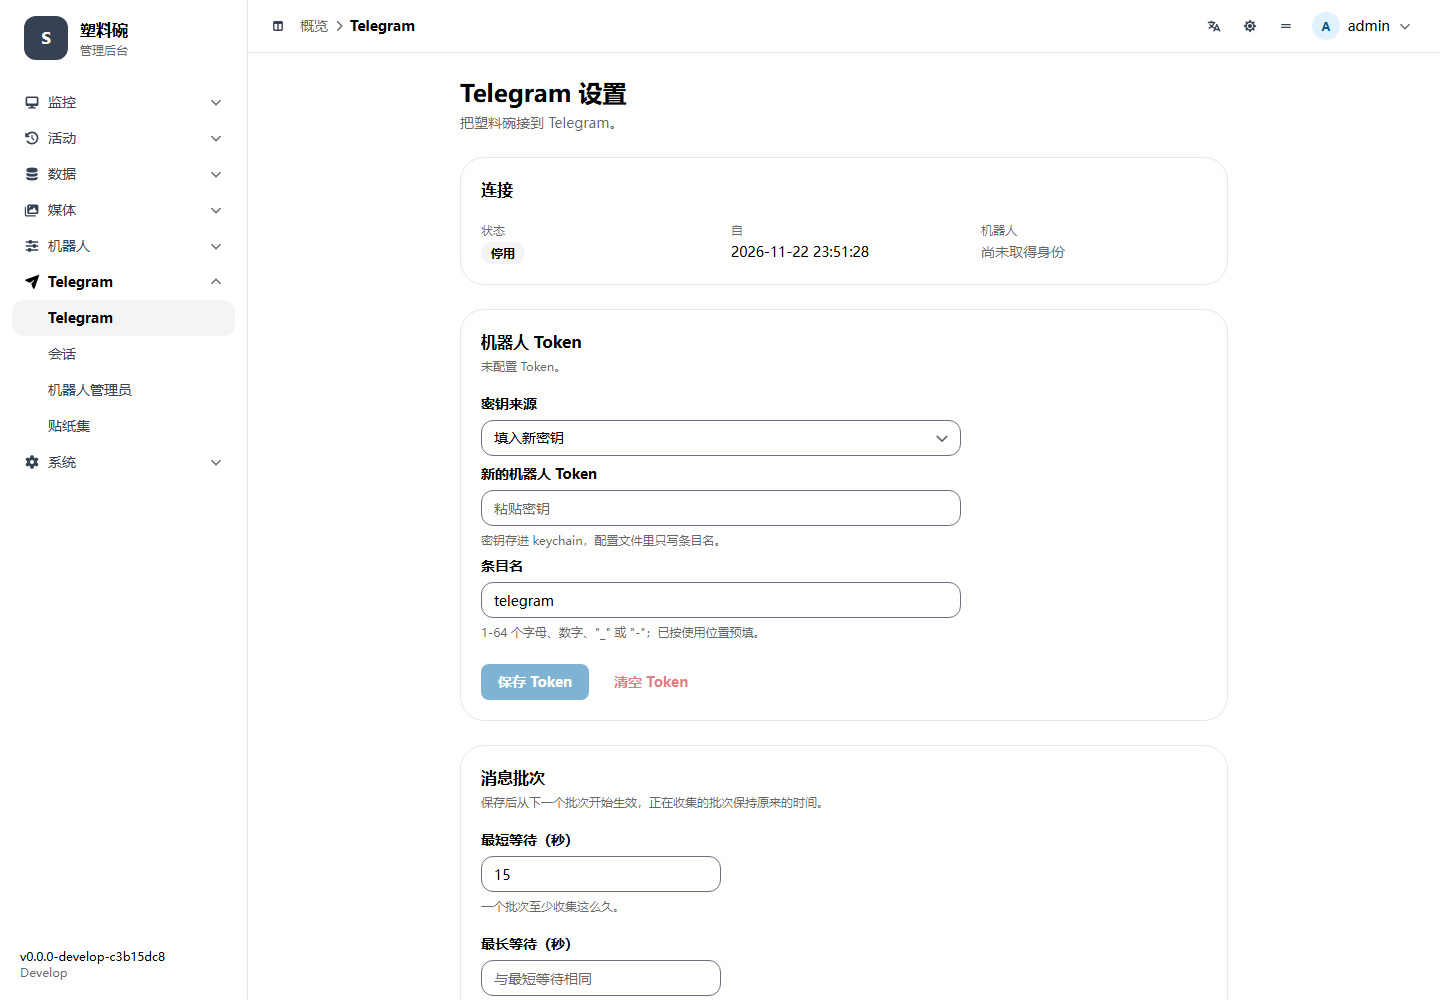 S
塑料碗
管理后台
监控
活动
数据
媒体
机器人
Telegram
Telegram
会话
机器人管理员
贴纸集
系统
v0.0.0-develop-c3b15dc8
Develop
概览 > Telegram
A admin
Telegram 设置
把塑料碗接到 Telegram。
连接
状态 自 机器人
停用 2026-11-22 23:51:28 尚未取得身份
机器人 Token
未配置 Token。
密钥来源
填入新密钥
新的机器人 Token
粘贴密钥
密钥存进 keychain，配置文件里只写条目名。
条目名
telegram
1-64 个字母、数字、"_" 或 "-"；已按使用位置预填。
保存 Token 清空 Token
消息批次
保存后从下一个批次开始生效，正在收集的批次保持原来的时间。
最短等待（秒）
15
一个批次至少收集这么久。
最长等待（秒）
与最短等待相同